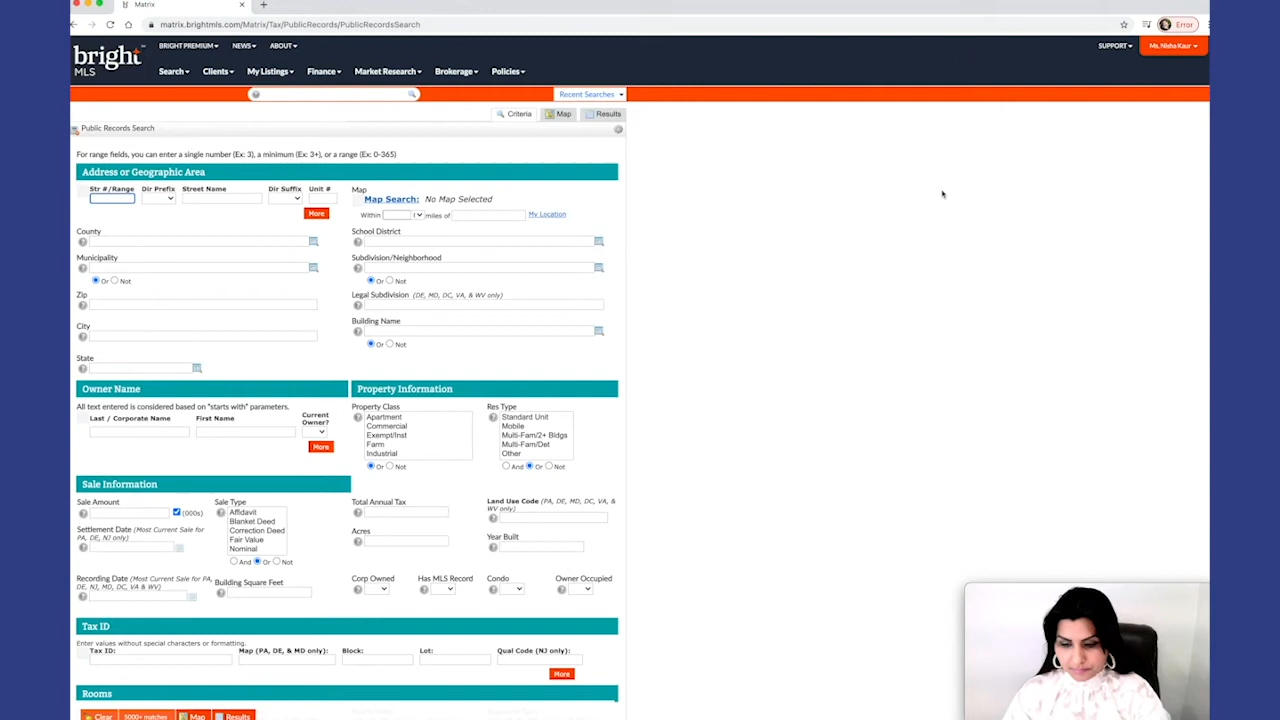 Matrix
matrix.brightmls.com/Matrix/Tax/PublicRecords/PublicRecordsSearch
Error
bright
MLS
BRIGHT PREMIUM NEWS ABOUT
SUPPORT
Ms. Nisha Kaur
Search Clients My Listings Finance Market Research Brokerage Policies
Recent Searches
Criteria Map Results
Public Records Search
For range fields, you can enter a single number (Ex: 3), a minimum (Ex: 3+), or a range (Ex: 0-365)
Address or Geographic Area
Str #/Range Dir Prefix Street Name Dir Suffix Unit #
More
Map
Map Search: No Map Selected
Within miles of My Location
County
School District
Municipality
Subdivision/Neighborhood
Or Not
Or Not
Zip
Legal Subdivision (DE, MD, DC, VA, & WV only)
City
Building Name
Or Not
State
Owner Name
Property Information
All text entered is considered based on "starts with" parameters.
Last / Corporate Name First Name Current Owner?
More
Property Class
Apartment
Commercial
Exempt/Inst
Farm
Industrial
Or Not
Res Type
Standard Unit
Mobile
Multi-Fam/2+ Bldgs
Multi-Fam/Det
Other
And Or Not
Sale Information
Sale Amount
(000s)
Sale Type
Affidavit
Blanket Deed
Correction Deed
Fair Value
Nominal
And Or Not
Settlement Date (Most Current Sale for
PA, DE, NJ only)
Recording Date (Most Current Sale for PA,
DE, NJ, MD, DC, VA & WV)
Building Square Feet
Total Annual Tax
Land Use Code (PA, DE, MD, DC, VA, &
WV only)
Acres
Year Built
Corp Owned Has MLS Record Condo Owner Occupied
Tax ID
Enter values without special characters or formatting.
Tax ID: Map (PA, DE, & MD only): Block: Lot: Qual Code (NJ only):
More
Rooms
Clear 5000+ matches Map Results